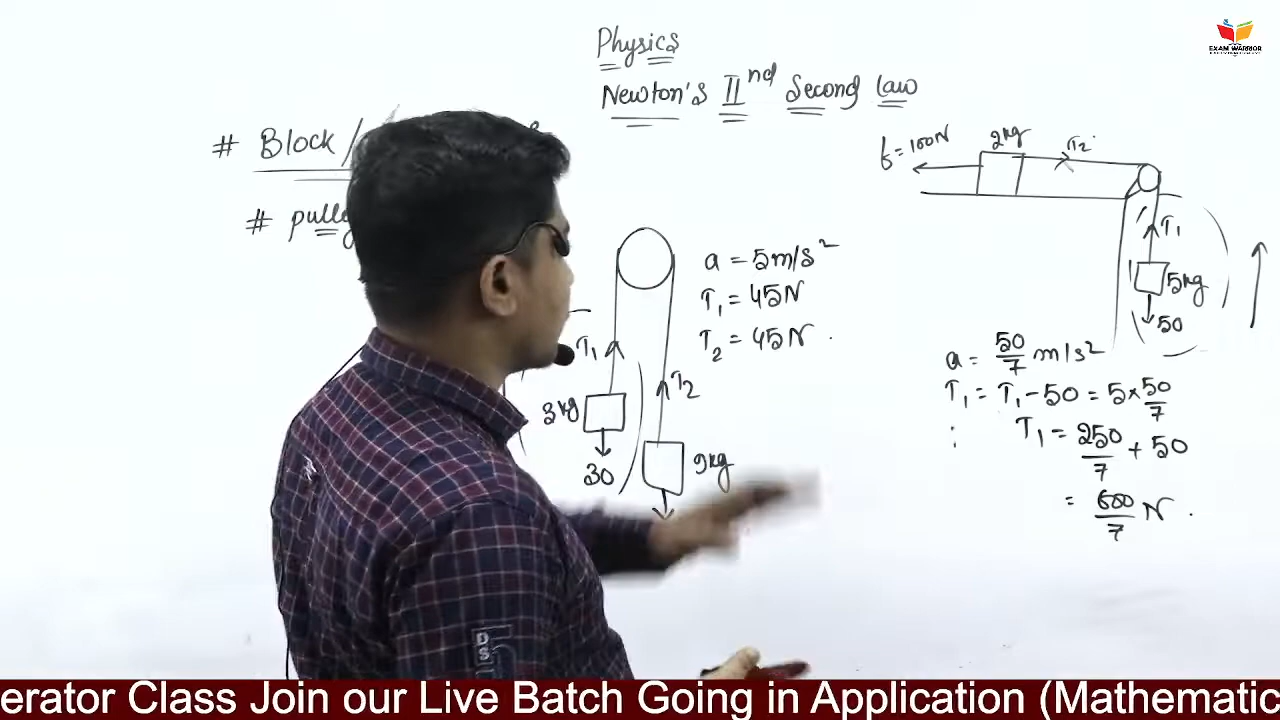 Physics
Newton's IInd Second Law
# Block/
# pully
a = 5m/s²
T₁ = 45N
T₂ = 45N .
T₁
T₂
3kg
30
9kg
f = 100N
2kg
T₂
T₁
5kg
50
a = 50/7 m/s²
T₁ = T₁ - 50 = 5 × 50/7
: T₁ = 250/7 + 50
= 600/7 N .
EXAM WARRIOR
DS
erator Class Join our Live Batch Going in Application (Mathematic